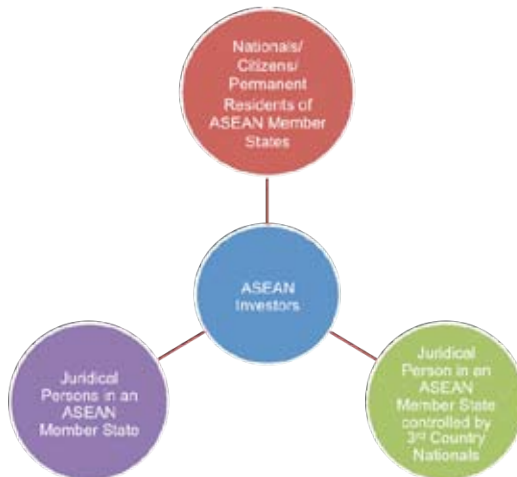 Nationals/
Citizens/
Permanent
Residents of
ASEAN Member
States
ASEAN
Investors
Juridical
Persons in an
ASEAN
Member State
Juridical
Person in an
ASEAN
Member State
controlled by
3rd Country
Nationals